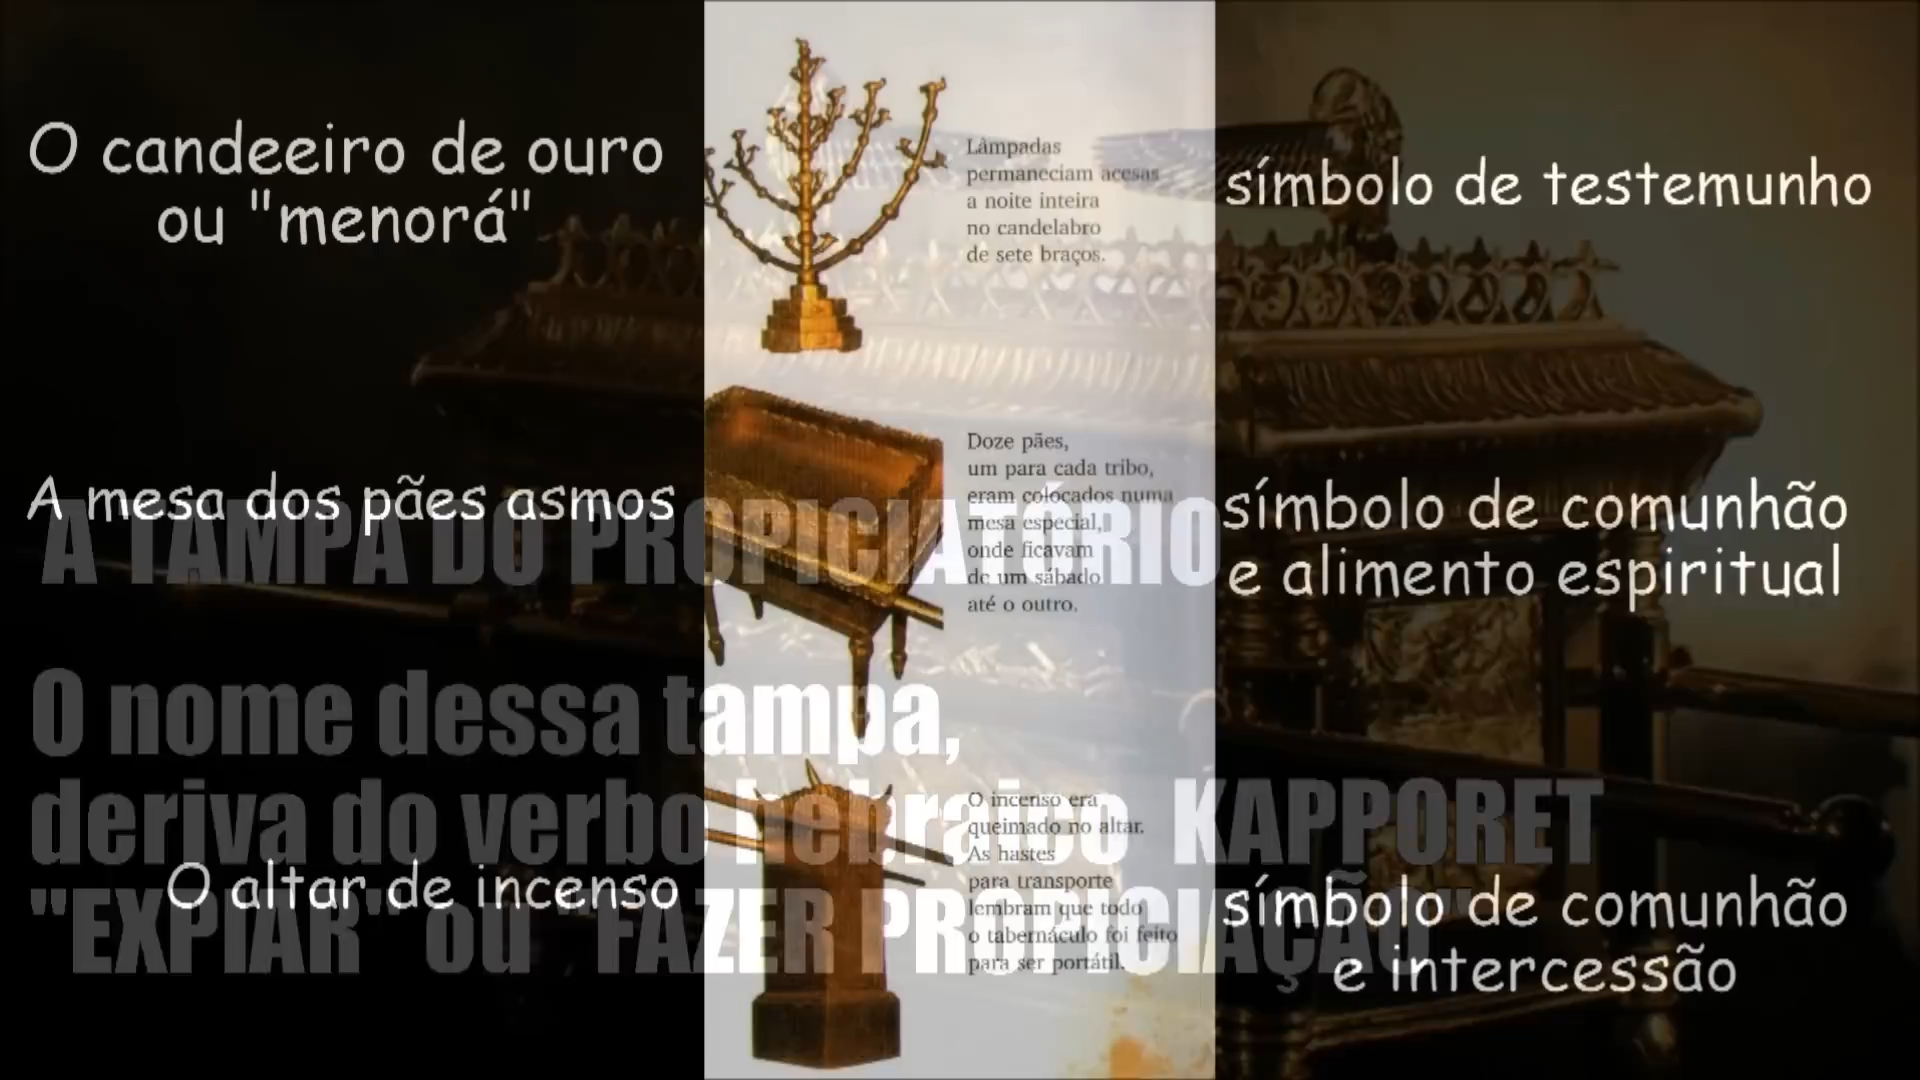 O candeeiro de ouro
ou "menorá"
Lâmpadas
permaneciam acesas
a noite inteira
no candelabro
de sete braços.
símbolo de testemunho
A mesa dos pães asmos
Doze pães,
um para cada tribo,
eram colocados numa
mesa especial,
onde ficavam
de um sábado
até o outro.
símbolo de comunhão
e alimento espiritual
O altar de incenso
O incenso era
queimado no altar.
As hastes
para transporte
lembram que todo
o tabernáculo foi feito
para ser portátil.
símbolo de comunhão
e intercessão
A TAMPA DO PROPICIATÓRIO
O nome dessa tampa,
deriva do verbo hebraico KAPPORET
"EXPIAR" ou "FAZER PROPICIAÇÃO"